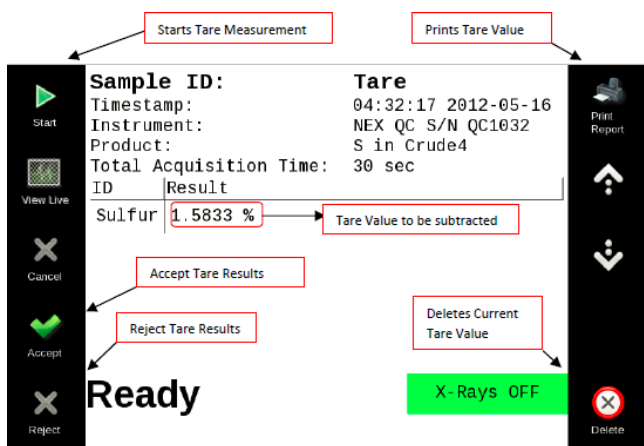 Starts Tare Measurement
Prints Tare Value
Start
View Live
Cancel
Accept
Reject
Sample ID: Tare
Timestamp: 04:32:17 2012-05-16
Instrument: NEX QC S/N QC1032
Product: S in Crude4
Total Acquisition Time: 30 sec
ID Result
Sulfur 1.5833 %
Tare Value to be subtracted
Accept Tare Results
Reject Tare Results
Deletes Current
Tare Value
Ready
X-Rays OFF
Print
Report
Delete